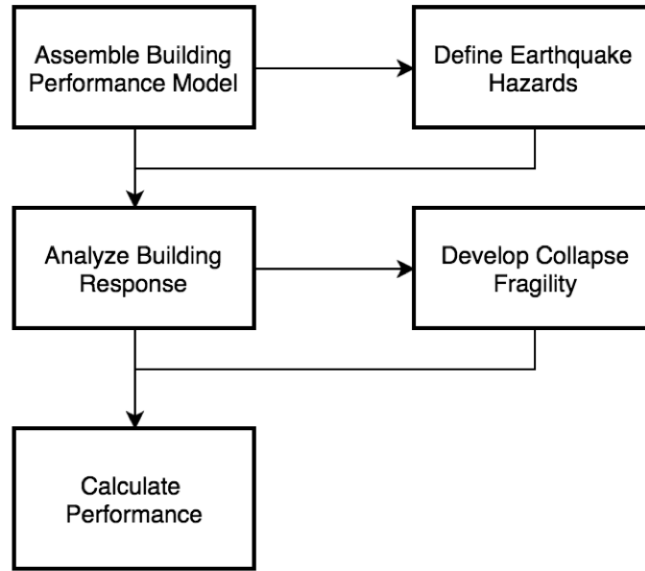 Assemble Building
Performance Model
Define Earthquake
Hazards
Analyze Building
Response
Develop Collapse
Fragility
Calculate
Performance